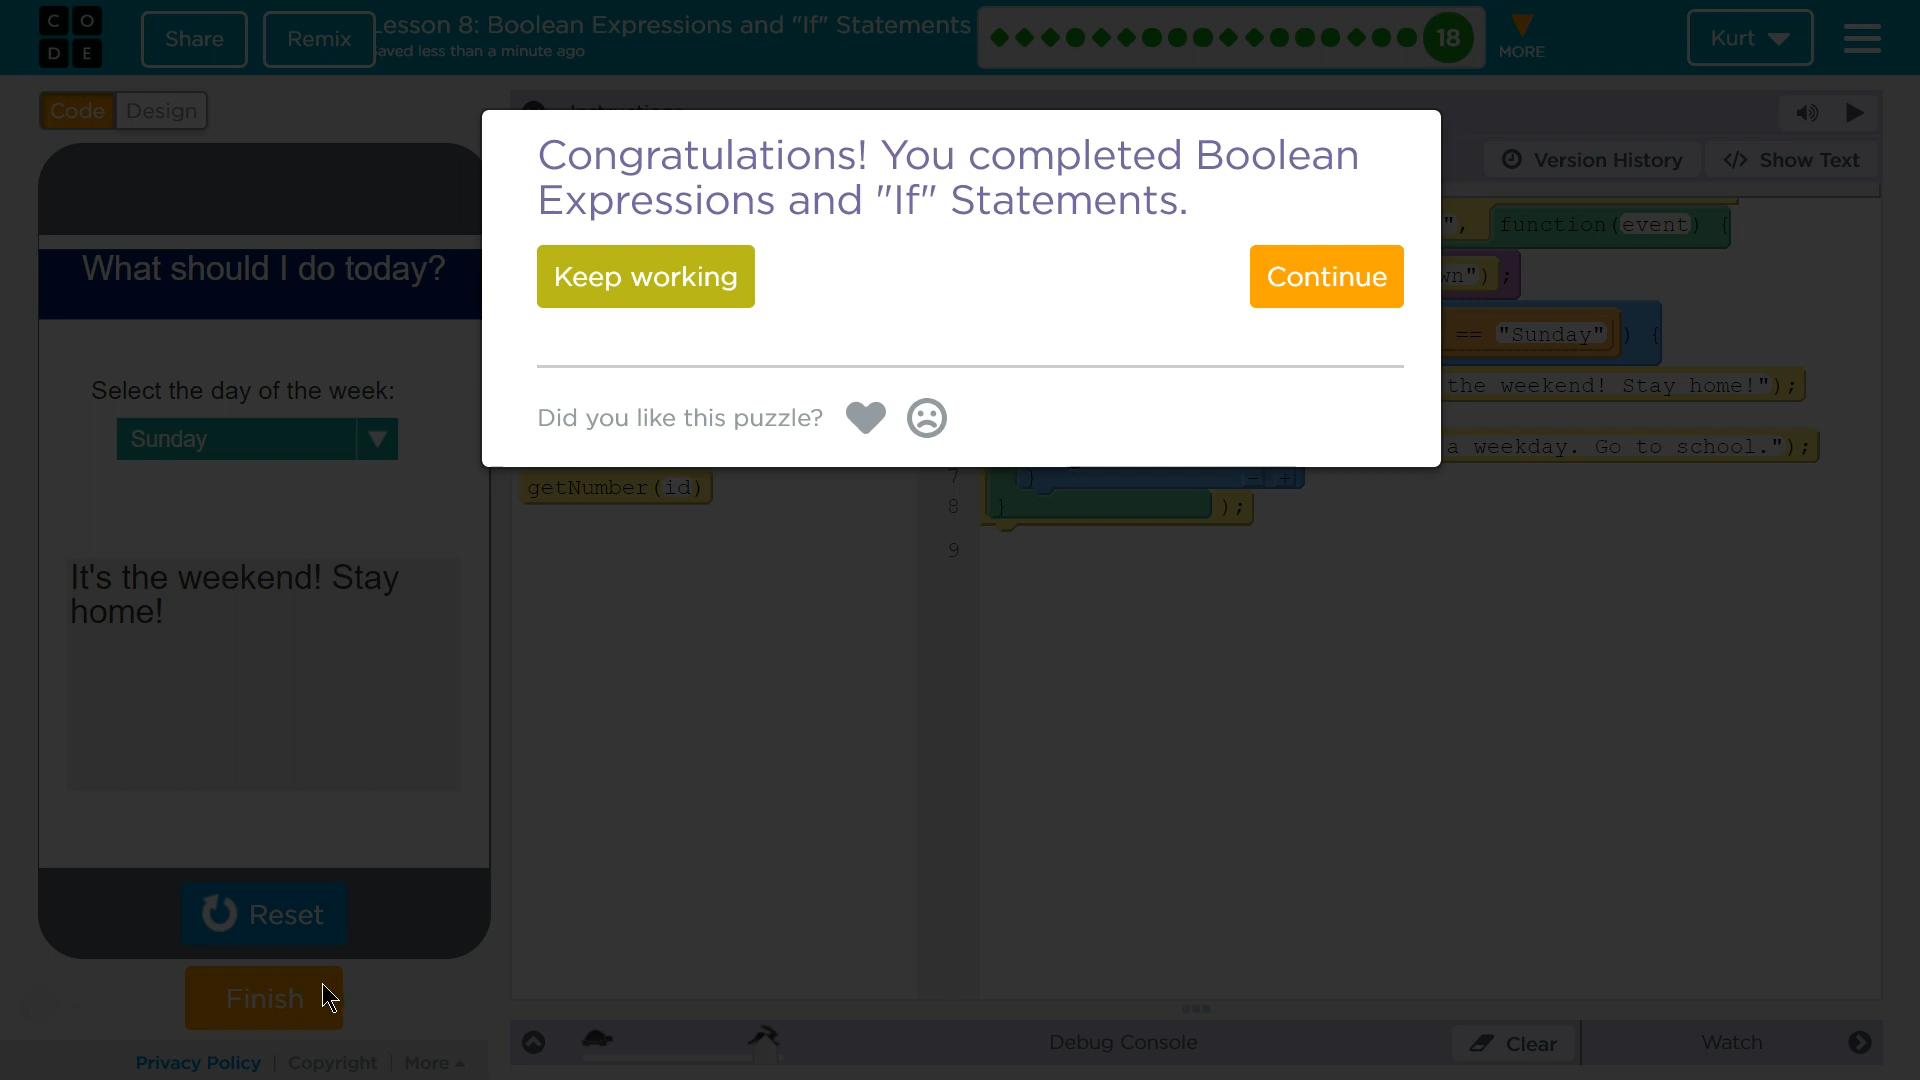 C O
D E
Share
Remix
Lesson 8: Boolean Expressions and "If" Statements
aved less than a minute ago
18
MORE
Kurt
Code
Design
Instructions
Version History
</> Show Text
Congratulations! You completed Boolean
Expressions and "If" Statements.
Keep working
Continue
Did you like this puzzle?
What should I do today?
Select the day of the week:
Sunday
It's the weekend! Stay
home!
Reset
Finish
Privacy Policy | Copyright | More
getNumber(id)
", function(event) {
wn");
== "Sunday") {
the weekend! Stay home!");
a weekday. Go to school.");
7 } - +
8 } );
9
Debug Console
Clear
Watch